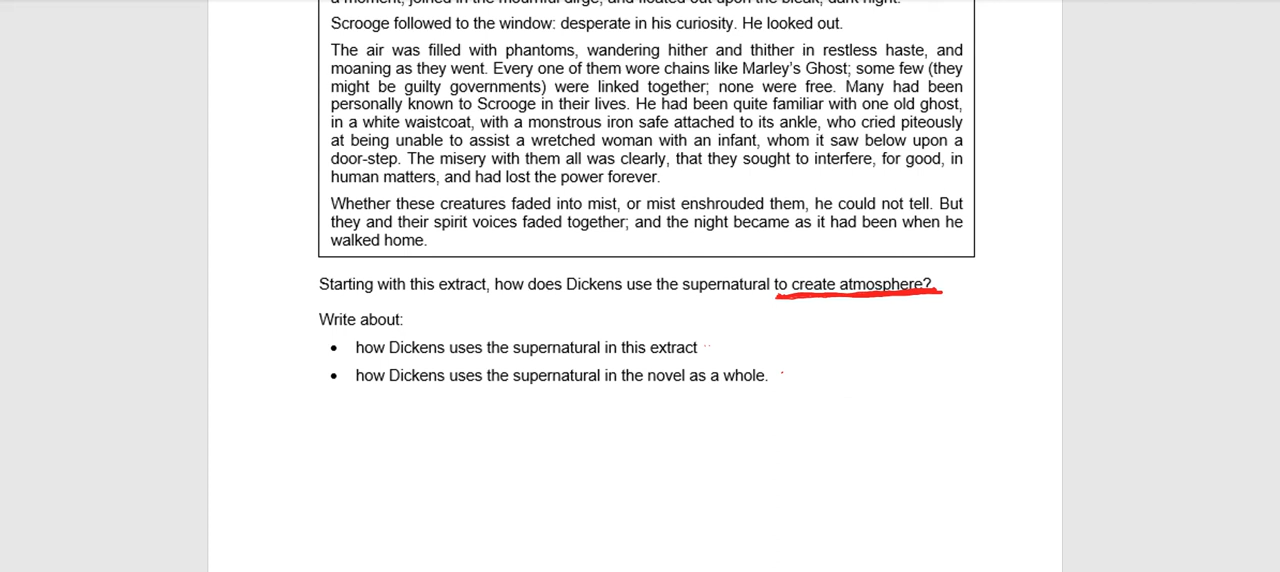 Scrooge followed to the window: desperate in his curiosity. He looked out.
The air was filled with phantoms, wandering hither and thither in restless haste, and
moaning as they went. Every one of them wore chains like Marley's Ghost; some few (they
might be guilty governments) were linked together; none were free. Many had been
personally known to Scrooge in their lives. He had been quite familiar with one old ghost,
in a white waistcoat, with a monstrous iron safe attached to its ankle, who cried piteously
at being unable to assist a wretched woman with an infant, whom it saw below upon a
door-step. The misery with them all was clearly, that they sought to interfere, for good, in
human matters, and had lost the power forever.
Whether these creatures faded into mist, or mist enshrouded them, he could not tell. But
they and their spirit voices faded together; and the night became as it had been when he
walked home.
Starting with this extract, how does Dickens use the supernatural to create atmosphere?
Write about:
• how Dickens uses the supernatural in this extract
• how Dickens uses the supernatural in the novel as a whole.